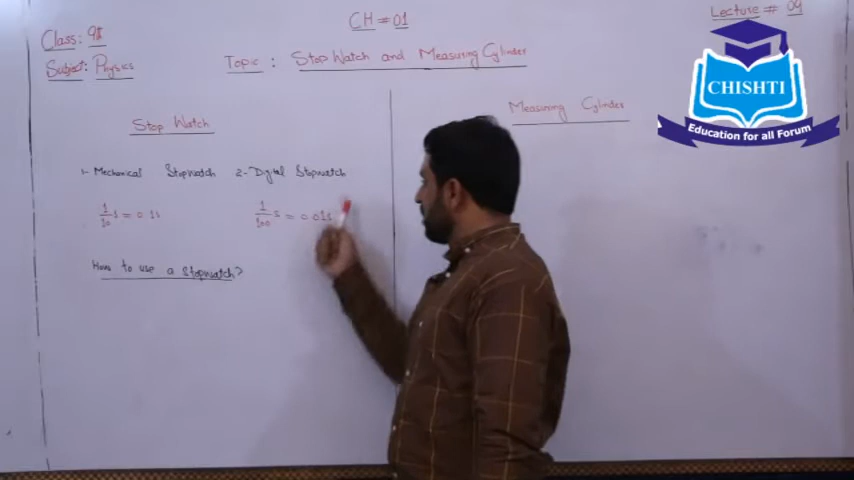 CH = 01
Lecture # 09
Class: 9th
Subject: Physics
Topic: Stop Watch and Measuring Cylinder
CHISHTI
Education for all Forum
Stop Watch
Measuring Cylinder
1- Mechanical Stopwatch 2- Digital Stopwatch
1/10 s = 0.1s 1/100 s = 0.01s
How to use a Stopwatch?